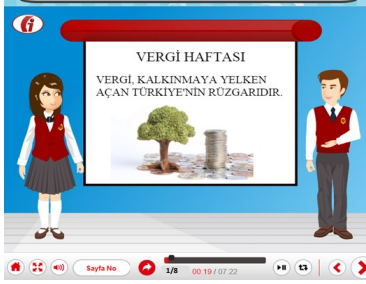 VERGİ HAFTASI
VERGİ, KALKINMAYA YELKEN
AÇAN TÜRKİYE'NİN RÜZGARIDIR.
Sayfa No
1/8
00:19 / 07:22